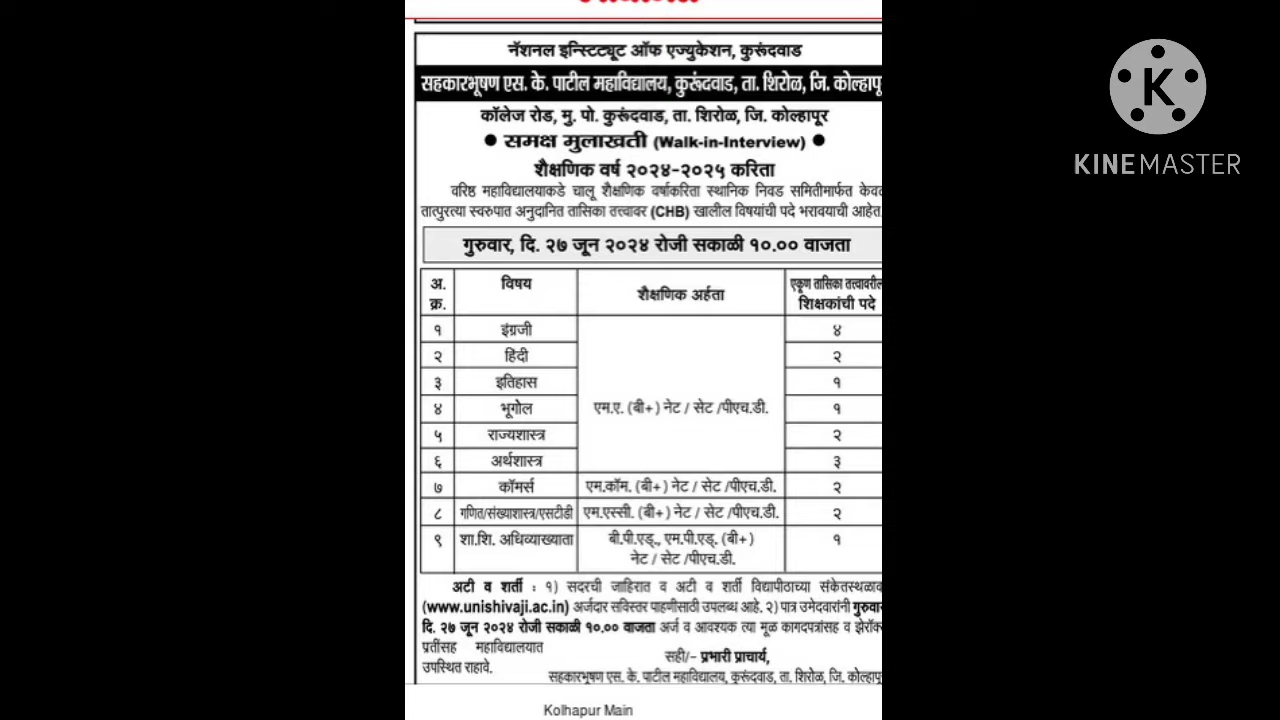 नॅशनल इन्स्टिट्यूट ऑफ एज्युकेशन, कुरूंदवाड
सहकारभूषण एस. के. पाटील महाविद्यालय, कुरूंदवाड, ता. शिरोळ, जि. कोल्हापू
कॉलेज रोड, मु. पो. कुरूंदवाड, ता. शिरोळ, जि. कोल्हापूर
● समक्ष मुलाखती (Walk-in-Interview) ●
शैक्षणिक वर्ष २०२४-२०२५ करिता
वरिष्ठ महाविद्यालयाकडे चालू शैक्षणिक वर्षाकरिता स्थानिक निवड समितीमार्फत केवळ
तात्पुरत्या स्वरुपात अनुदानित तासिका तत्त्वावर (CHB) खालील विषयांची पदे भरावयाची आहेत.
गुरुवार, दि. २७ जून २०२४ रोजी सकाळी १०.०० वाजता
अ. क्र. विषय शैक्षणिक अर्हता एकूण तासिका तत्वावरील शिक्षकांची पदे
१ इंग्रजी ४
२ हिंदी २
३ इतिहास १
४ भूगोल एम.ए. (बी+) नेट / सेट /पीएच.डी. १
५ राज्यशास्त्र २
६ अर्थशास्त्र ३
७ कॉमर्स एम.कॉम. (बी+) नेट / सेट /पीएच.डी. २
८ गणित/संख्याशास्त्र/एसटीडी एम.एस्सी. (बी+) नेट / सेट /पीएच.डी. २
९ शा.शि. अधिव्याख्याता बी.पी.एड्., एम.पी.एड्. (बी+) १
नेट / सेट /पीएच.डी.
अटी व शर्ती : १) सदरची जाहिरात व अटी व शर्ती विद्यापीठाच्या संकेतस्थळाव
(www.unishivaji.ac.in) अर्जदार सविस्तर पाहणीसाठी उपलब्ध आहे. २) पात्र उमेदवारांनी गुरुवार
दि. २७ जून २०२४ रोजी सकाळी १०.०० वाजता अर्ज व आवश्यक त्या मूळ कागदपत्रांसह व झेरॉक्स
प्रतींसह महाविद्यालयात
उपस्थित राहावे.
सही/- प्रभारी प्राचार्य,
सहकारभूषण एस. के. पाटील महाविद्यालय, कुरूंदवाड, ता. शिरोळ, जि. कोल्हापू
Kolhapur Main
K
KINEMASTER